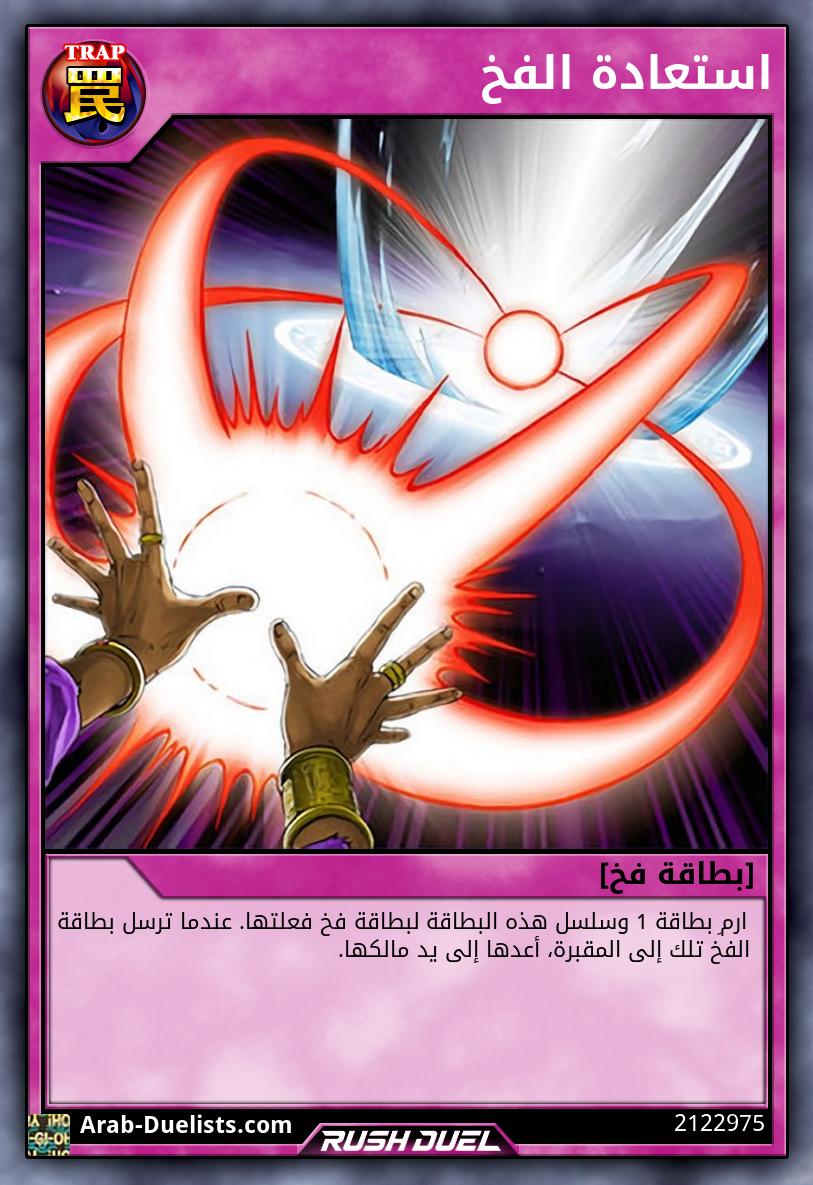 TRAP
罠
استعادة الفخ
[بطاقة فخ]
ارمِ بطاقة 1 وسلسل هذه البطاقة لبطاقة فخ فعلتها. عندما ترسل بطاقة
الفخ تلك إلى المقبرة، أعدها إلى يد مالكها.
Arab-Duelists.com
RUSH DUEL
2122975